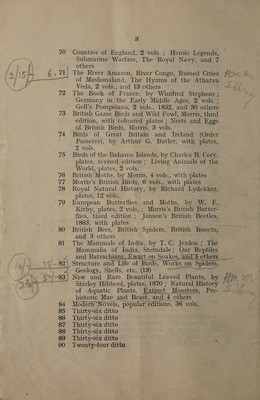 8
70 Counties of England, 2 vols. ; Heroic Legends,
Submarine Warfare, The Royal Navy, and 7
others
6. 71 The River Amazon, River Congo, Ruined Cities
of Mashonaland, The Hymns of the Atharva
Veda, 2 vols., and 13 others
72 The Book of France, by Winifred Stephens ;
Germany in the Early Middle Ages, 2 vols. ;
Gell's Pompeiana, 2 vols., 1832, and 30 others
73 British Game Birds and Wild Fowl, Morris, third
edition, with coloured plates ; Nests and Eggs
of British Birds, Morris, 3 vols.
74 Birds of Great Britain and Ireland (Order
Passeres), by Arthur G. Butler, with plates,
2 vols.
75 Birds of the Bahama Islands, by Charles B. Cory,
plates, revised edition ; Living Animals of the
World, plates, 2 vols.
76 British Moths, by Morris, 4 vols., with plates
77 Morris's British Birds, 6 vols., with plates
78 Royal Natural History, by Richard Lydekker,
plates, 12 vols.
79 European Butterflies and Moths, by W. F.
Kirby, plates, 2 vols. ; Morris's British Butter-
flies, third edition ; Janson's British Beetles,
1863, with plates
80 British Bees, British Spiders, British Insects,
and 3 others
81 The Mammals of India, by T. C. Jerdon ; The
Mammalia of India, Sterndale ; Our Reptiles
and Batrachians, Ewart on Snakes, and 8 others
82 Structure and Life of Birds, Works on Spiders,
Geology, Shells, etc. (13)
83 New and Rare Beautiful Leaved Plants, by
Shirley Hibberd, plates, 1870 ; Natural History
of Aquatic Plants, Extinct Monsters, Pre-
historic Man and Beast, and 4 others
84 Modern Novels, popular editions, 36 vols.
85 Thirty-six ditto
86 Thirty-six ditto
87 Thirty-six ditto
88 Thirty-six ditto
89 Thirty-six ditto
90 Twenty-four ditto